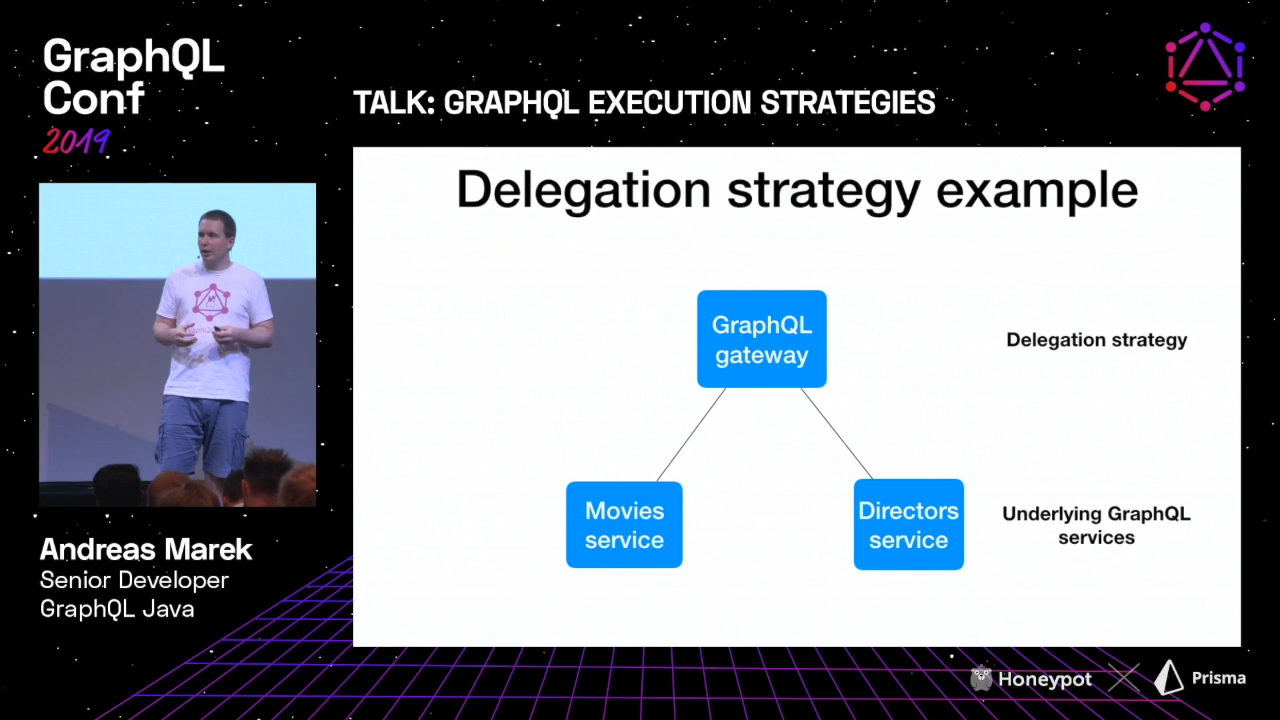 GraphQL
Conf
2019
TALK: GRAPHQL EXECUTION STRATEGIES
Delegation strategy example
GraphQL
gateway
Delegation strategy
Movies
service
Directors
service
Underlying GraphQL
services
Andreas Marek
Senior Developer
GraphQL Java
Honeypot
Prisma